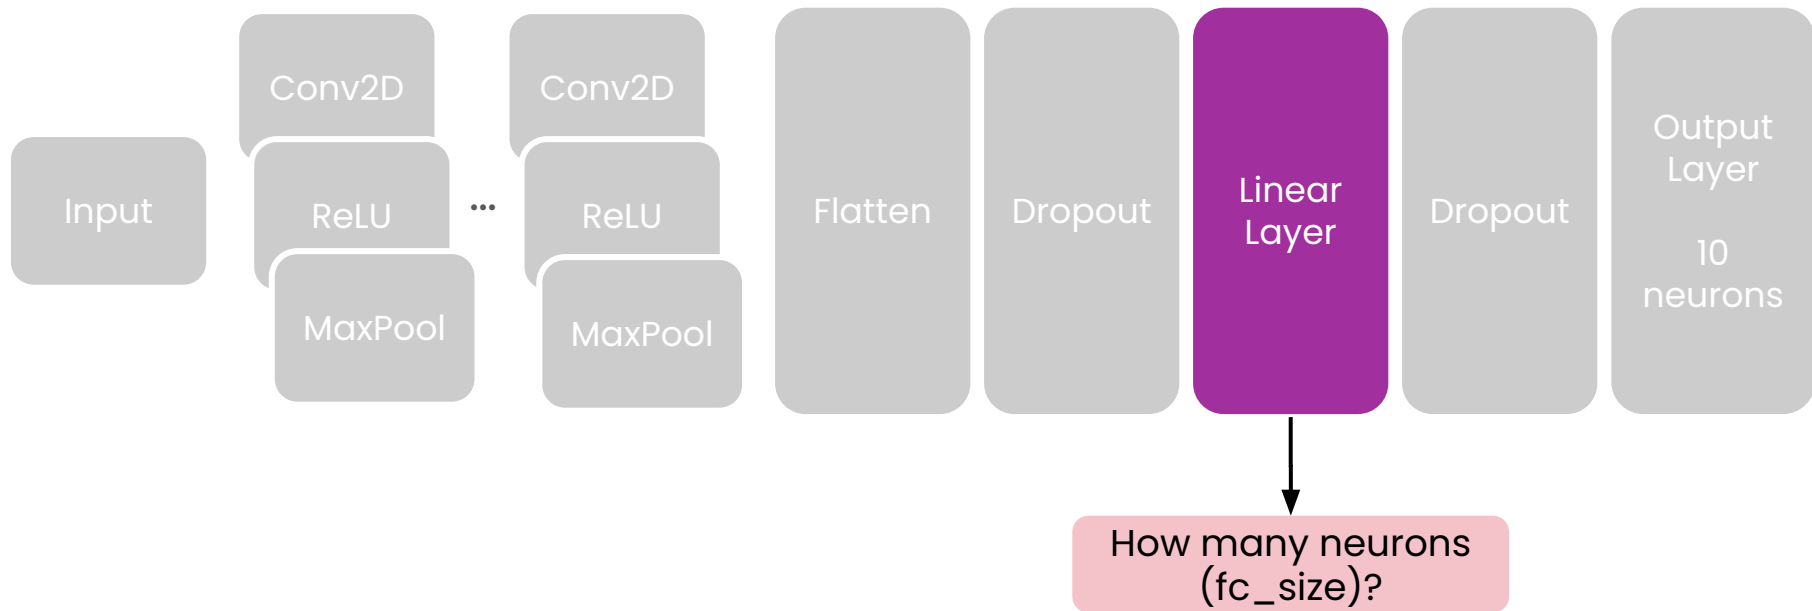 Input
Conv2D
ReLU
MaxPool
...
Conv2D
ReLU
MaxPool
Flatten
Dropout
Linear
Layer
Dropout
Output
Layer
10
neurons
How many neurons
(fc_size)?